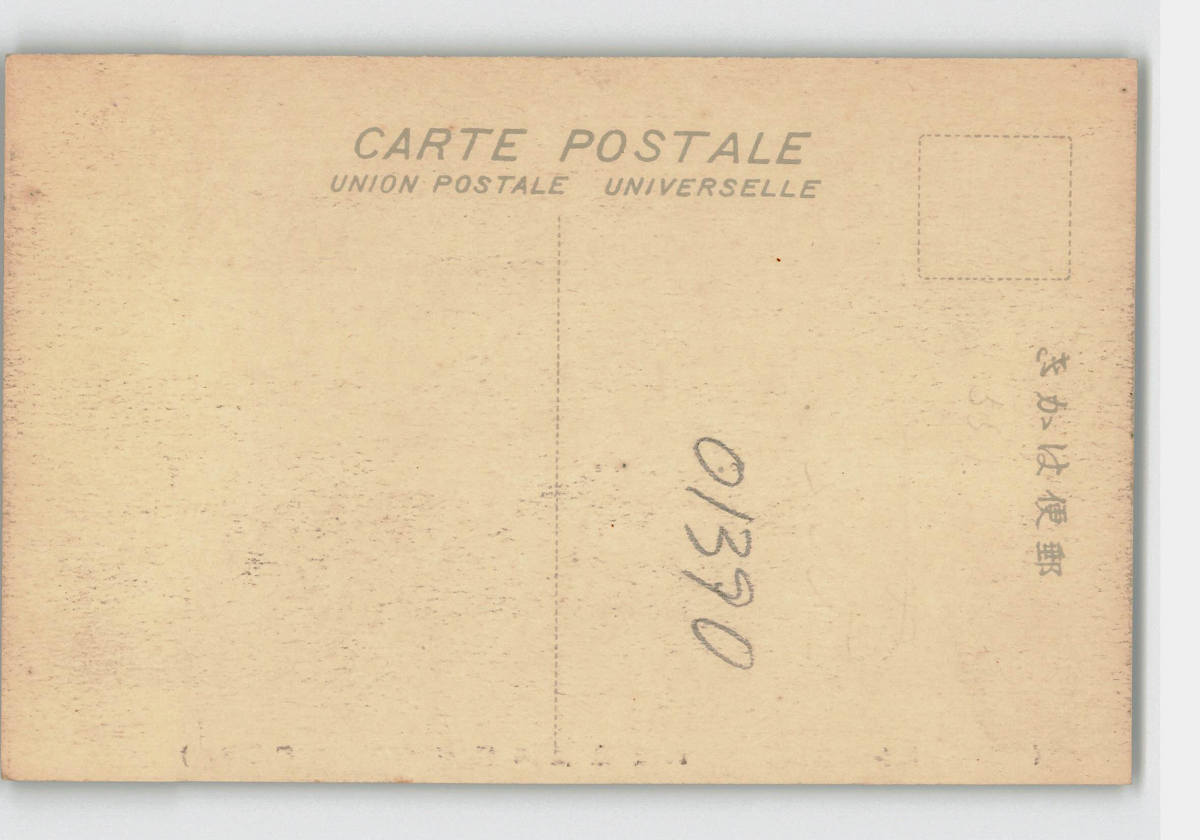 CARTE POSTALE
UNION POSTALE UNIVERSELLE
郵便はかき
01390